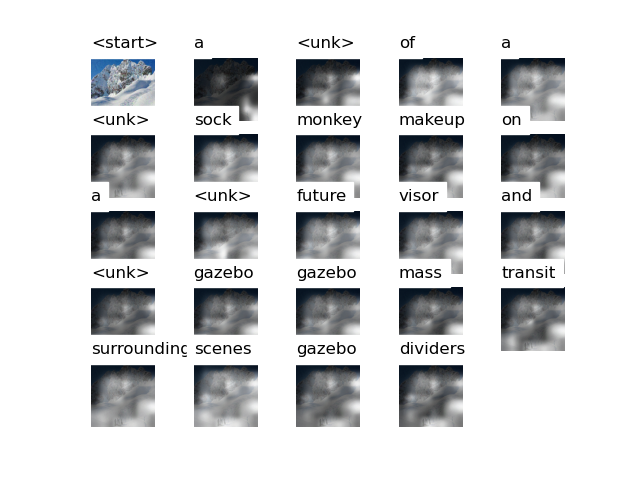 <start> a <unk> of a
<unk> sock monkey makeup on
a <unk> future visor and
<unk> gazebo gazebo mass transit
surrounding scenes gazebo dividers